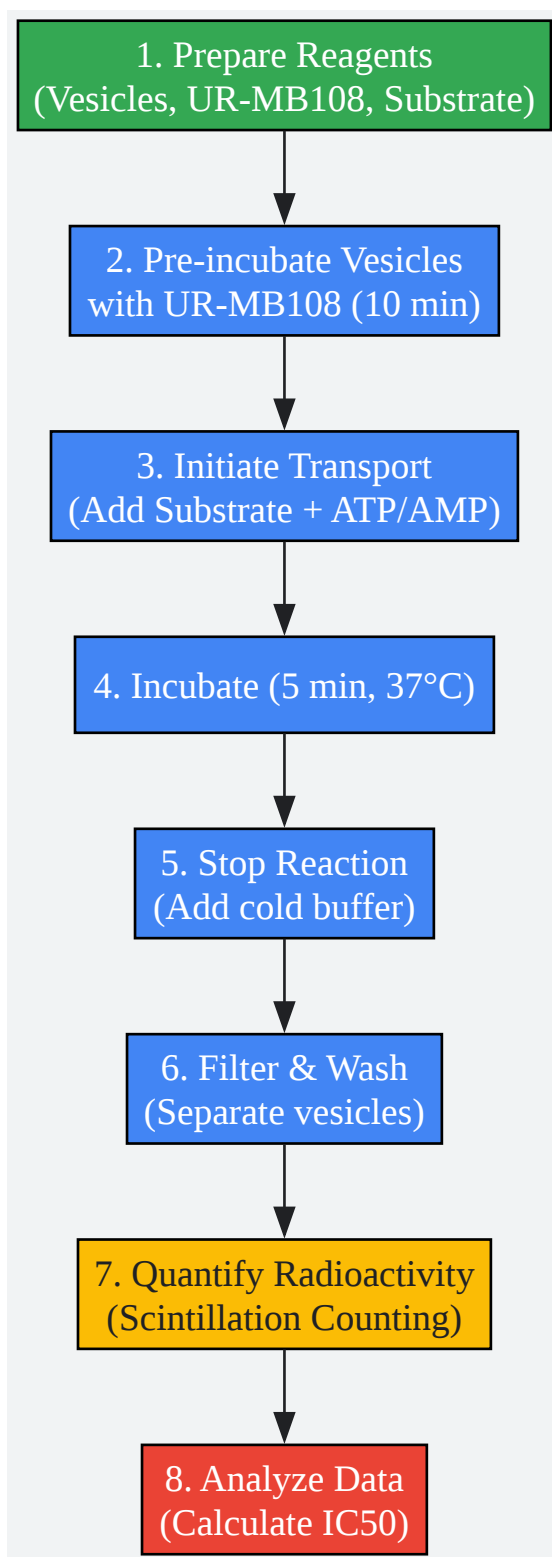 1. Prepare Reagents
(Vesicles, UR-MB108, Substrate)
2. Pre-incubate Vesicles
with UR-MB108 (10 min)
3. Initiate Transport
(Add Substrate + ATP/AMP)
4. Incubate (5 min, 37°C)
5. Stop Reaction
(Add cold buffer)
6. Filter & Wash
(Separate vesicles)
7. Quantify Radioactivity
(Scintillation Counting)
8. Analyze Data
(Calculate IC50)